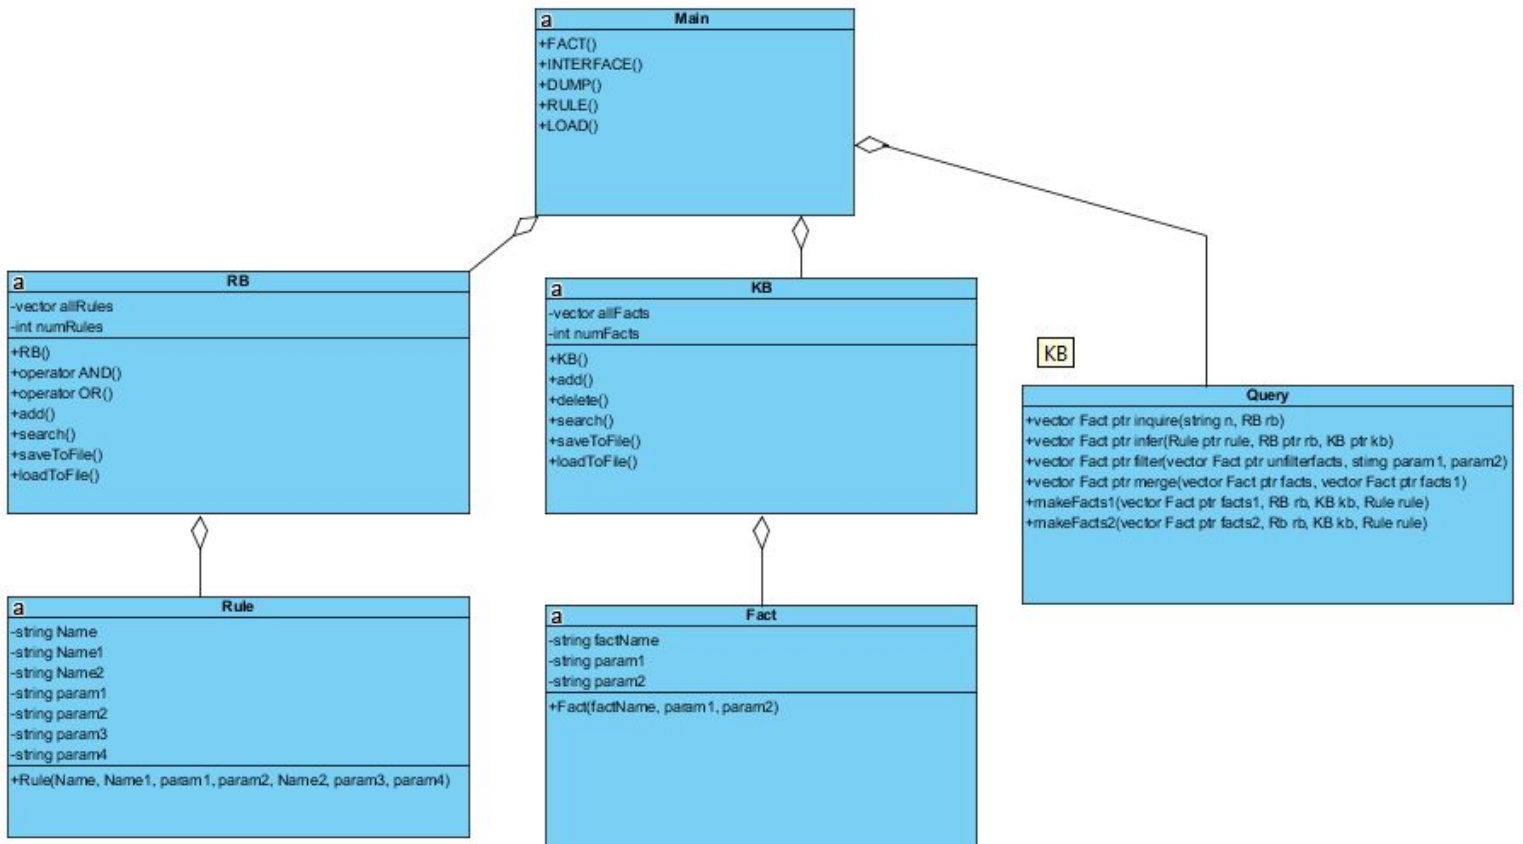 a Main
+FACT()
+INTERFACE()
+DUMP()
+RULE()
+LOAD()
a RB
-vector allRules
-int numRules
+RB()
+operator AND()
+operator OR()
+add()
+search()
+saveToFile()
+loadToFile()
a KB
-vector allFacts
-int numFacts
+KB()
+add()
+delete()
+search()
+saveToFile()
+loadToFile()
KB
Query
+vector Fact ptr inquire(string n, RB rb)
+vector Fact ptr infer(Rule ptr rule, RB ptr rb, KB ptr kb)
+vector Fact ptr filter(vector Fact ptr unfilterfacts, stirng param1, param2)
+vector Fact ptr merge(vector Fact ptr facts, vector Fact ptr facts1)
+makeFacts1(vector Fact ptr facts1, RB rb, KB kb, Rule rule)
+makeFacts2(vector Fact ptr facts2, Rb rb, KB kb, Rule rule)
a Rule
-string Name
-string Name1
-string Name2
-string param1
-string param2
-string param3
-string param4
+Rule(Name, Name1, param1, param2, Name2, param3, param4)
a Fact
-string factName
-string param1
-string param2
+Fact(factName, param1, param2)